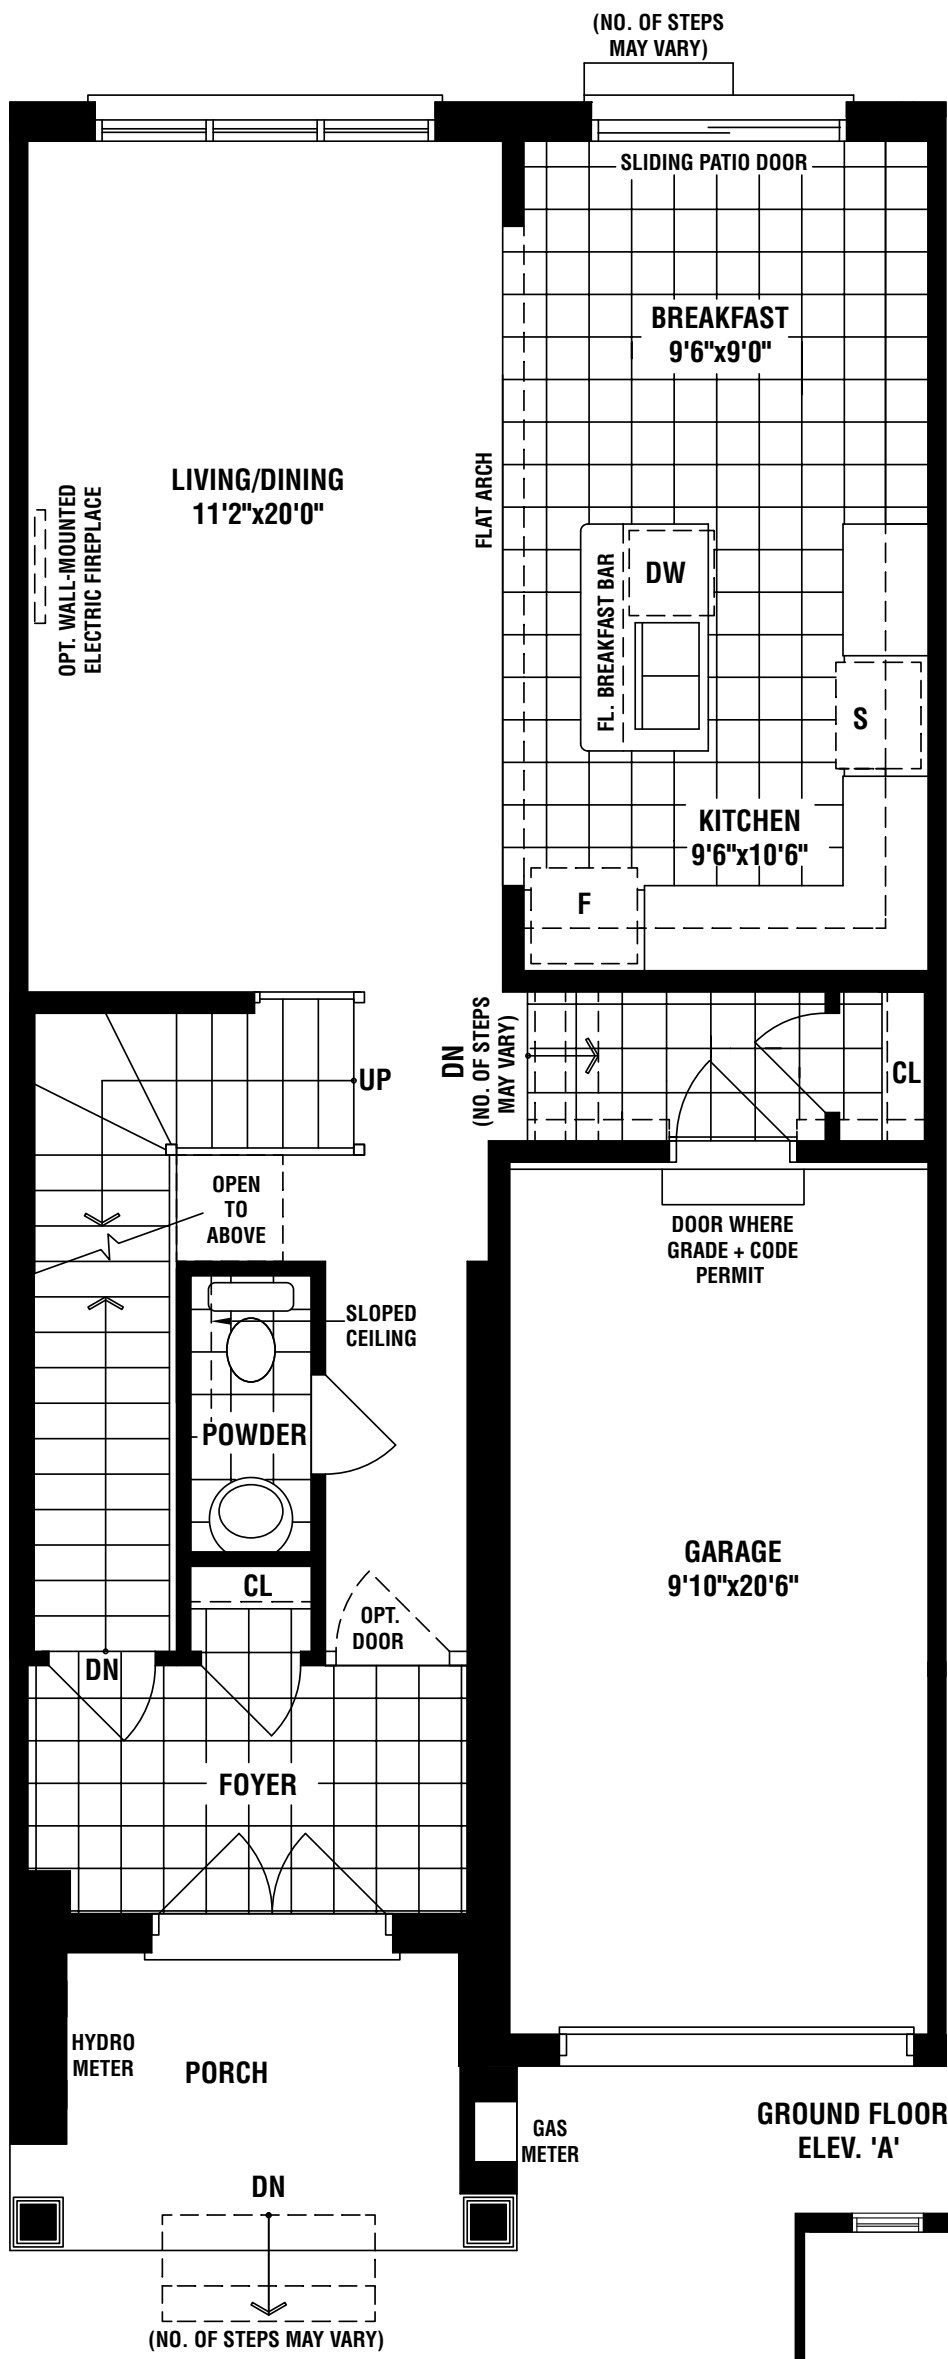 (NO. OF STEPS
MAY VARY)
SLIDING PATIO DOOR
BREAKFAST
9'6"x9'0"
LIVING/DINING
11'2"x20'0"
FLAT ARCH
OPT. WALL-MOUNTED
ELECTRIC FIREPLACE
DW
FL. BREAKFAST BAR
S
KITCHEN
9'6"x10'6"
F
UP
DN
(NO. OF STEPS
MAY VARY)
CL
OPEN
TO
ABOVE
DOOR WHERE
GRADE + CODE
PERMIT
SLOPED
CEILING
POWDER
GARAGE
9'10"x20'6"
CL
OPT.
DOOR
DN
FOYER
HYDRO
METER
PORCH
GAS
METER
GROUND FLOOR
ELEV. 'A'
DN
(NO. OF STEPS MAY VARY)